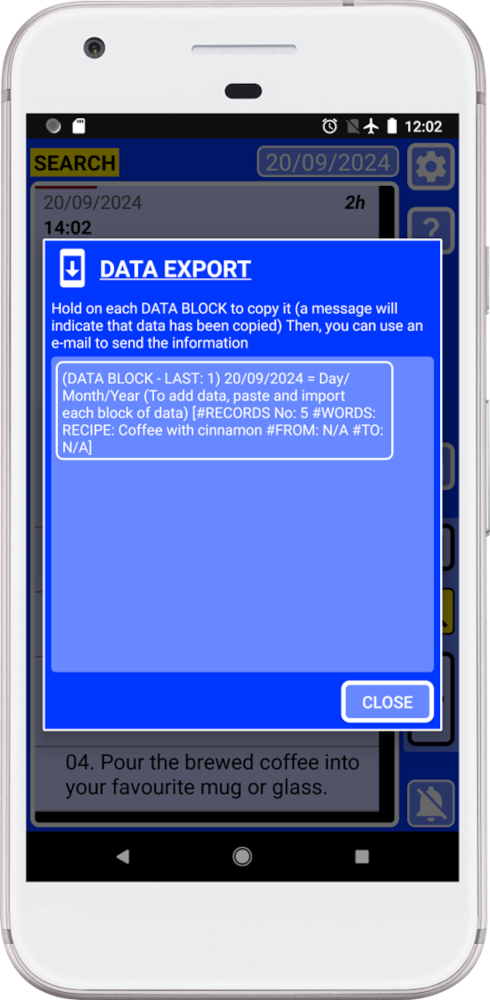 12:02
SEARCH
20/09/2024
20/09/2024
2h
14:02
?
DATA EXPORT
Hold on each DATA BLOCK to copy it (a message will
indicate that data has been copied) Then, you can use an
e-mail to send the information
(DATA BLOCK - LAST: 1) 20/09/2024 = Day/
Month/Year (To add data, paste and import
each block of data) [#RECORDS No: 5 #WORDS:
RECIPE: Coffee with cinnamon #FROM: N/A #TO:
N/A]
CLOSE
04. Pour the brewed coffee into
your favourite mug or glass.